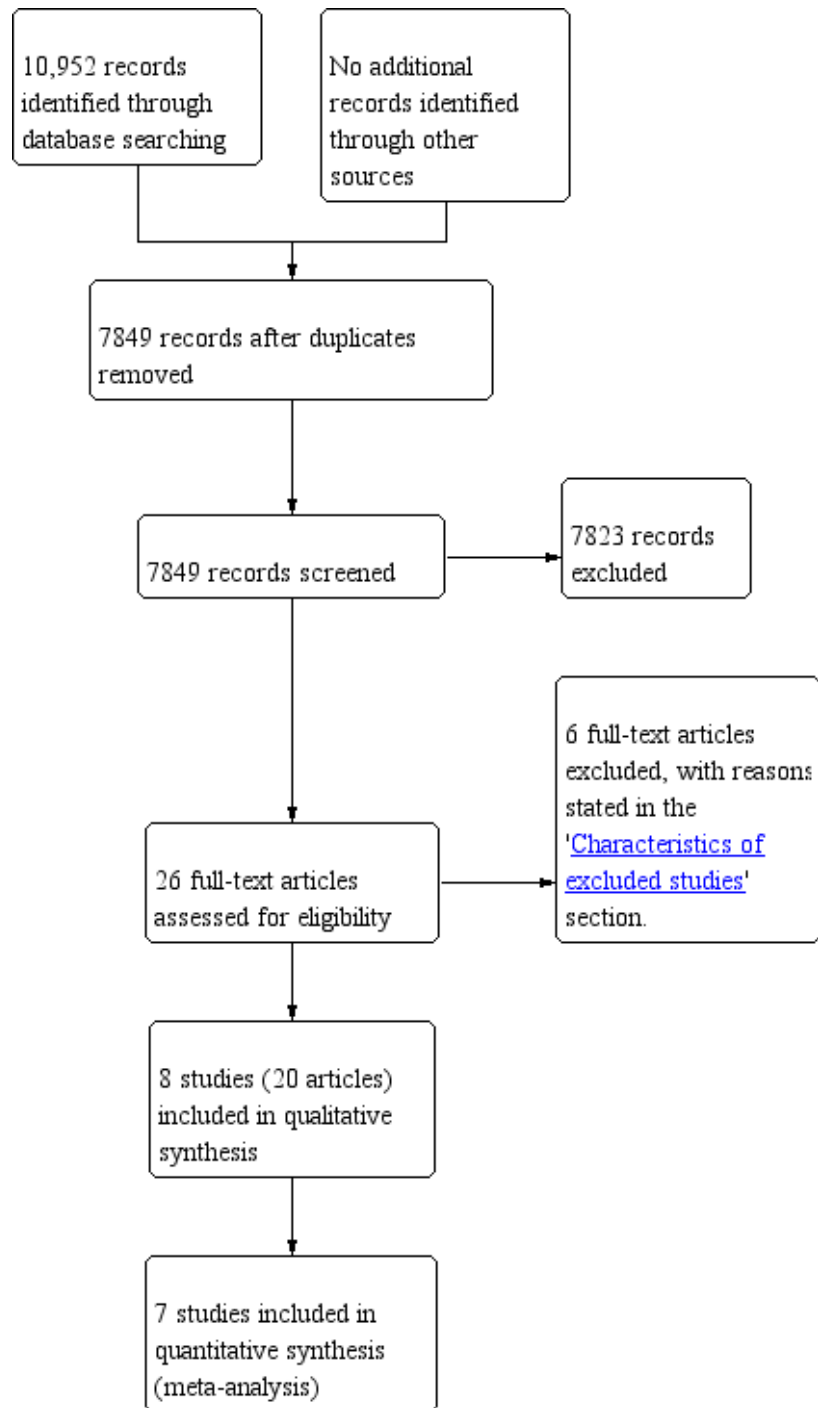 10,952 records
identified through
database searching
No additional
records identified
through other
sources
7849 records after duplicates
removed
7849 records screened
7823 records
excluded
6 full-text articles
excluded, with reasons
stated in the
'Characteristics of
excluded studies'
section.
26 full-text articles
assessed for eligibility
8 studies (20 articles)
included in qualitative
synthesis
7 studies included in
quantitative synthesis
(meta-analysis)